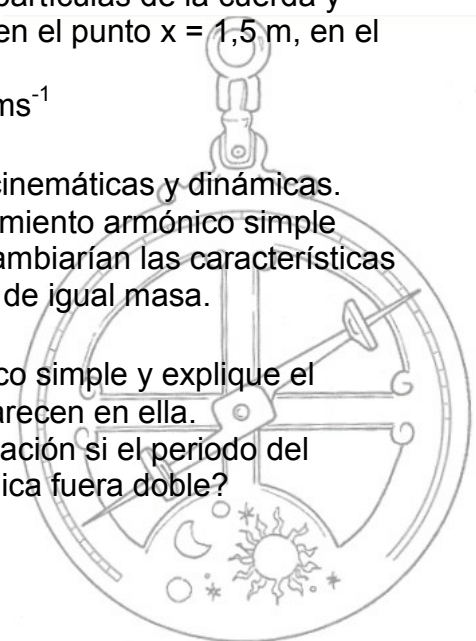 partículas de la cuerda y
en el punto x = 1,5 m, en el
ms⁻¹
cinemáticas y dinámicas.
miento armónico simple
ambiarían las características
de igual masa.
co simple y explique el
arecen en ella.
ación si el periodo del
ica fuera doble?